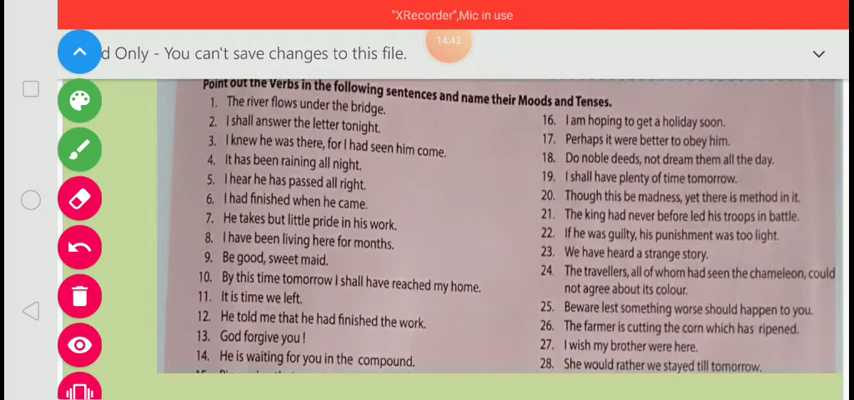 "XRecorder",Mic in use
14:43
d Only - You can't save changes to this file.
Point out the Verbs in the following sentences and name their Moods and Tenses.
1. The river flows under the bridge.
2. I shall answer the letter tonight.
3. I knew he was there, for I had seen him come.
4. It has been raining all night.
5. I hear he has passed all right.
6. I had finished when he came.
7. He takes but little pride in his work.
8. I have been living here for months.
9. Be good, sweet maid.
10. By this time tomorrow I shall have reached my home.
11. It is time we left.
12. He told me that he had finished the work.
13. God forgive you !
14. He is waiting for you in the compound.
16. I am hoping to get a holiday soon.
17. Perhaps it were better to obey him.
18. Do noble deeds, not dream them all the day.
19. I shall have plenty of time tomorrow.
20. Though this be madness, yet there is method in it.
21. The king had never before led his troops in battle.
22. If he was guilty, his punishment was too light.
23. We have heard a strange story.
24. The travellers, all of whom had seen the chameleon, could
not agree about its colour.
25. Beware lest something worse should happen to you.
26. The farmer is cutting the corn which has ripened.
27. I wish my brother were here.
28. She would rather we stayed till tomorrow.